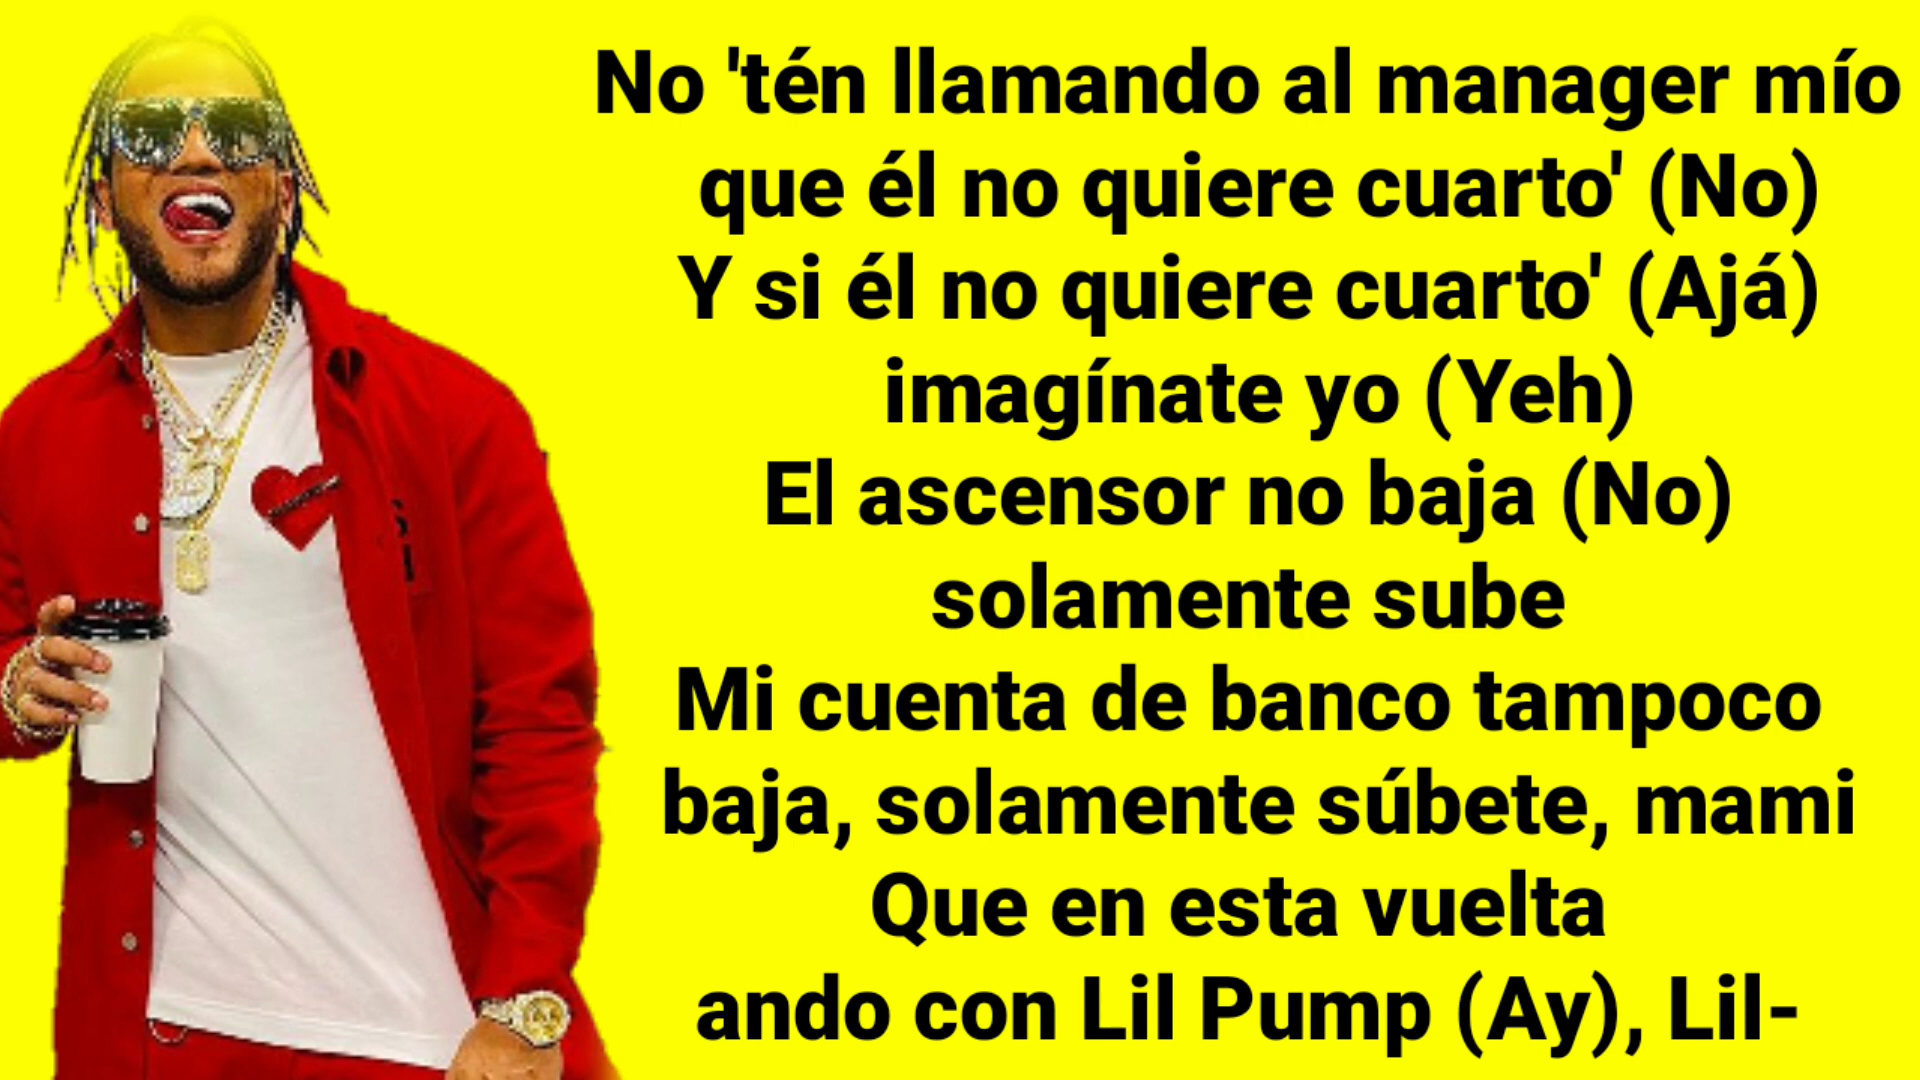 No 'tén llamando al manager mío
que él no quiere cuarto' (No)
Y si él no quiere cuarto' (Ajá)
imagínate yo (Yeh)
El ascensor no baja (No)
solamente sube
Mi cuenta de banco tampoco
baja, solamente súbete, mami
Que en esta vuelta
ando con Lil Pump (Ay), Lil-